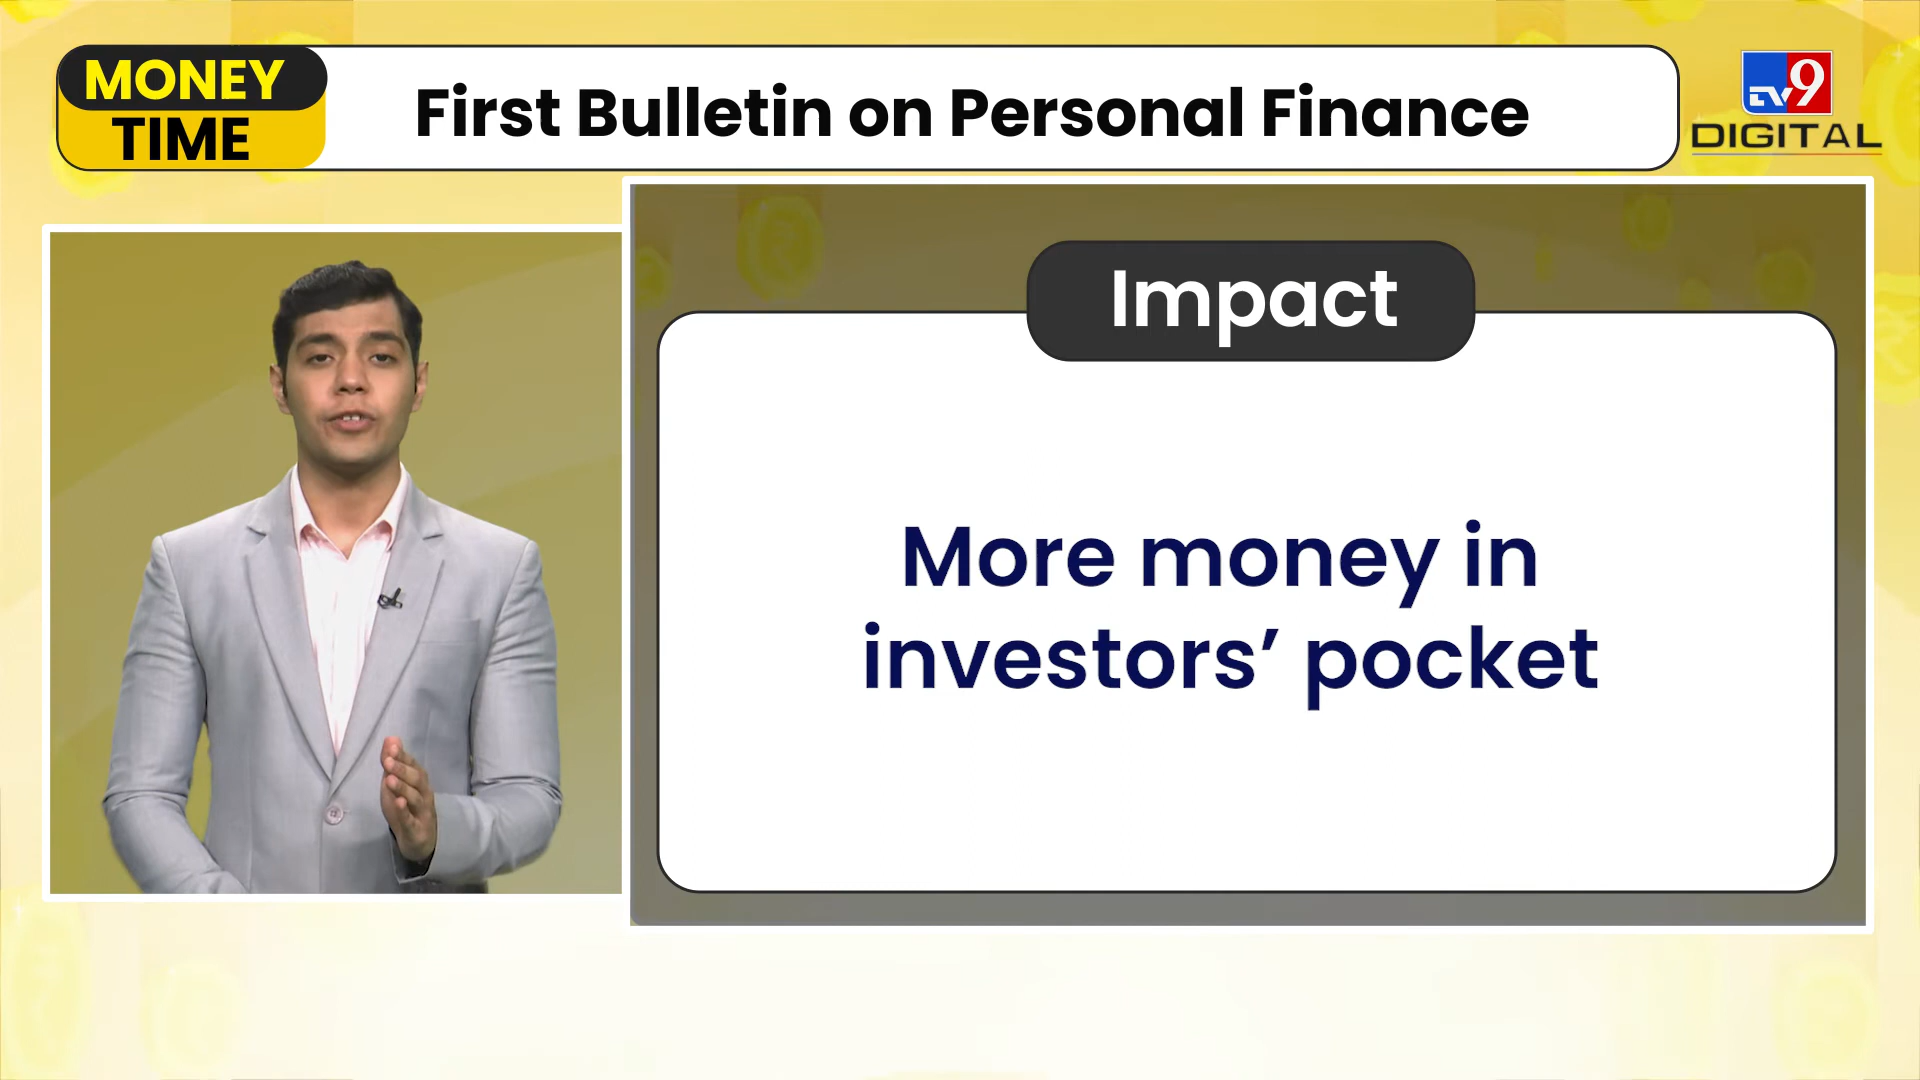 MONEY
TIME
First Bulletin on Personal Finance
TV9
DIGITAL
Impact
More money in
investors’ pocket